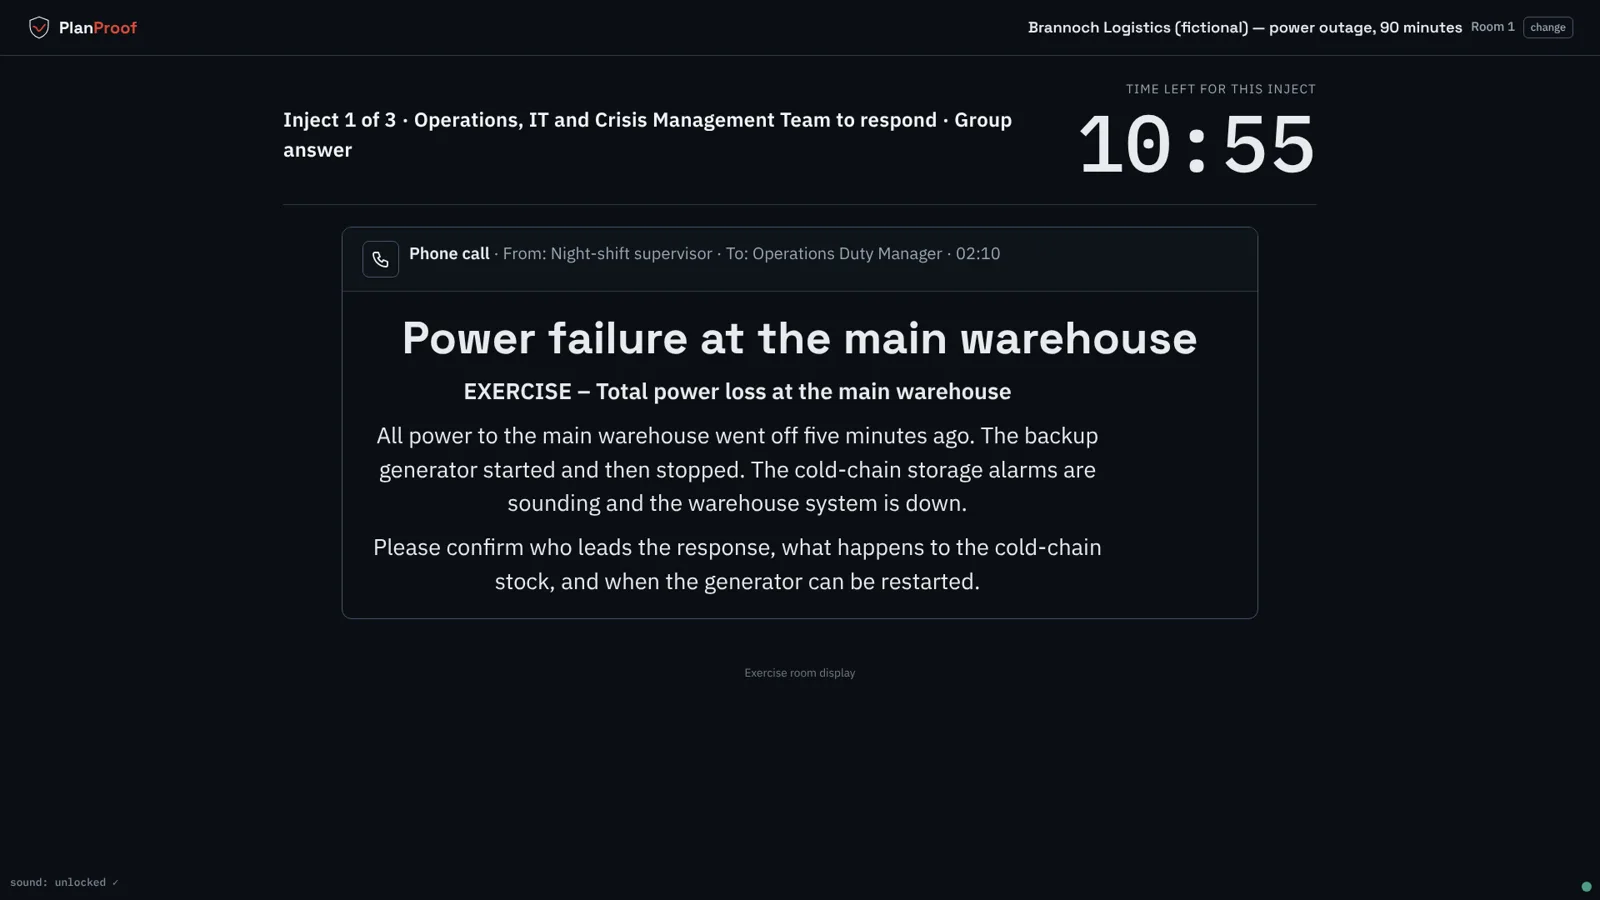 PlanProof
Brannoch Logistics (fictional) — power outage, 90 minutes Room 1 change
TIME LEFT FOR THIS INJECT
Inject 1 of 3 · Operations, IT and Crisis Management Team to respond · Group
answer
10:55
Phone call · From: Night-shift supervisor · To: Operations Duty Manager · 02:10
Power failure at the main warehouse
EXERCISE – Total power loss at the main warehouse
All power to the main warehouse went off five minutes ago. The backup
generator started and then stopped. The cold-chain storage alarms are
sounding and the warehouse system is down.
Please confirm who leads the response, what happens to the cold-chain
stock, and when the generator can be restarted.
Exercise room display
sound: unlocked ✓